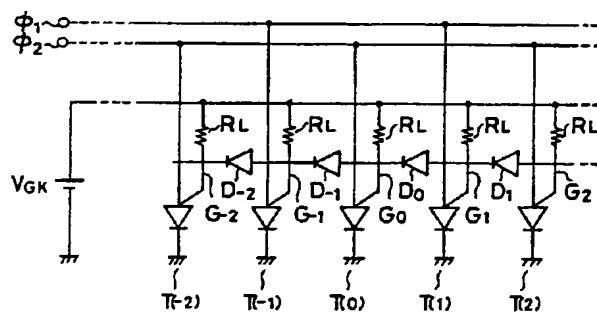 Φ1
Φ2
RL RL RL RL RL
VGK
D-2 D-1 D0 D1
G-2 G-1 G0 G1 G2
T(-2) T(-1) T(0) T(1) T(2)